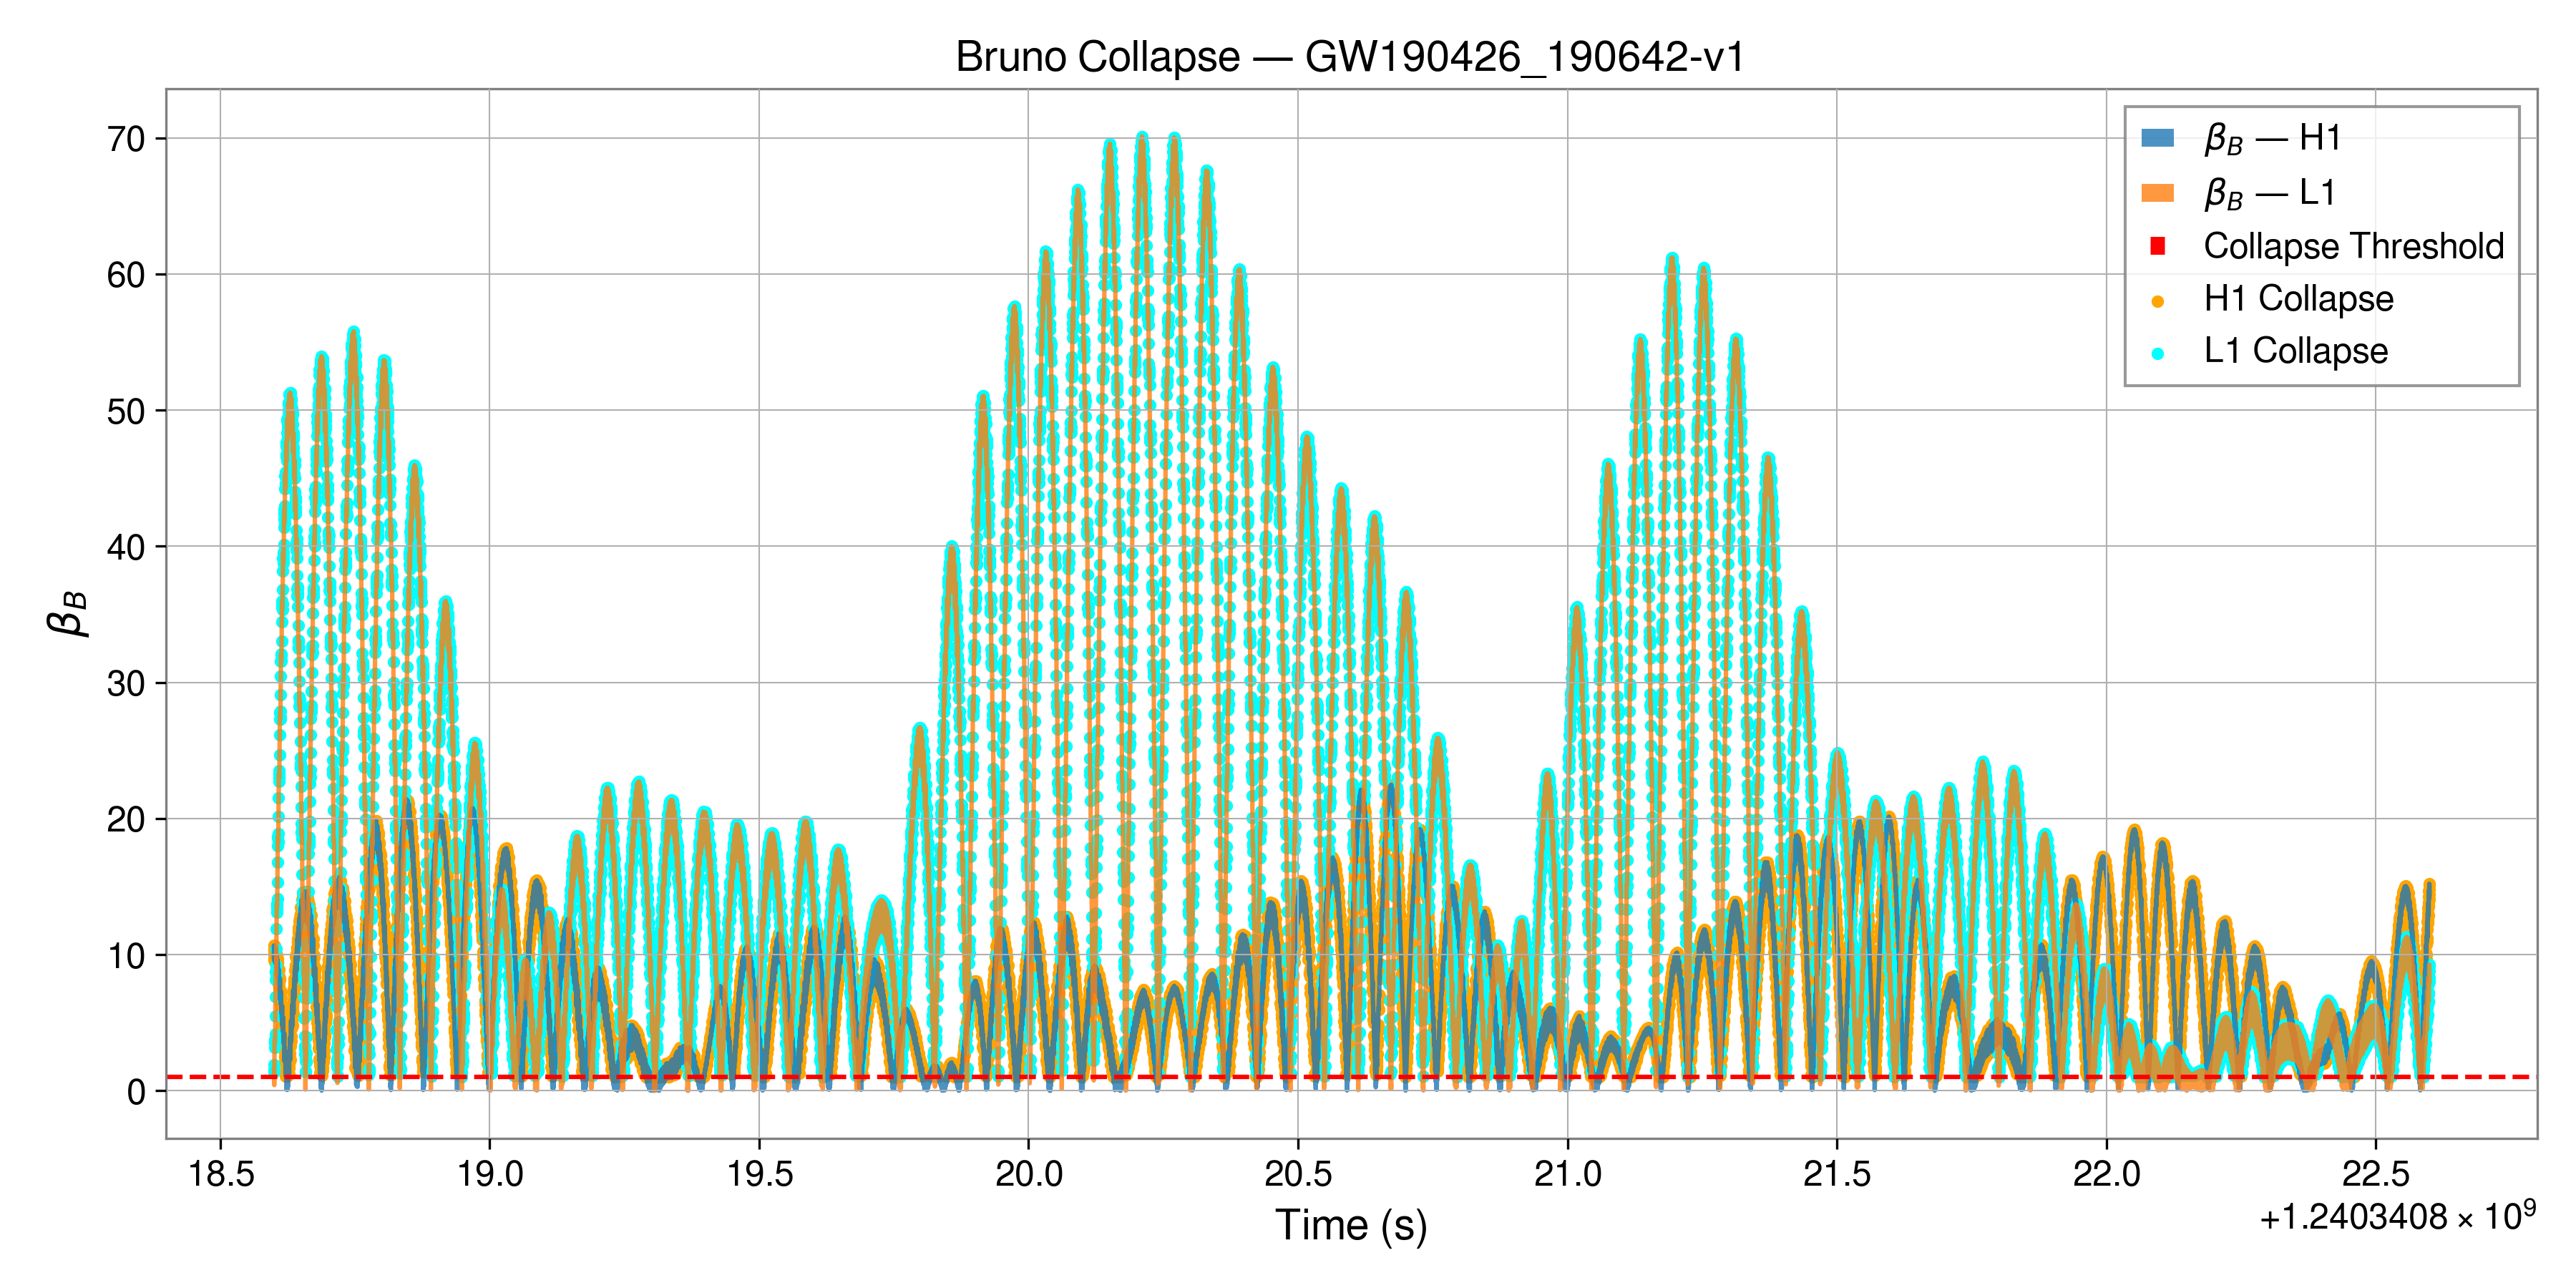 Bruno Collapse — GW190426_190642-v1
β_B — H1
β_B — L1
Collapse Threshold
H1 Collapse
L1 Collapse
70
60
50
40
30
20
10
0
β_B
18.5 19.0 19.5 20.0 20.5 21.0 21.5 22.0 22.5
+1.2403408 × 10⁹
Time (s)